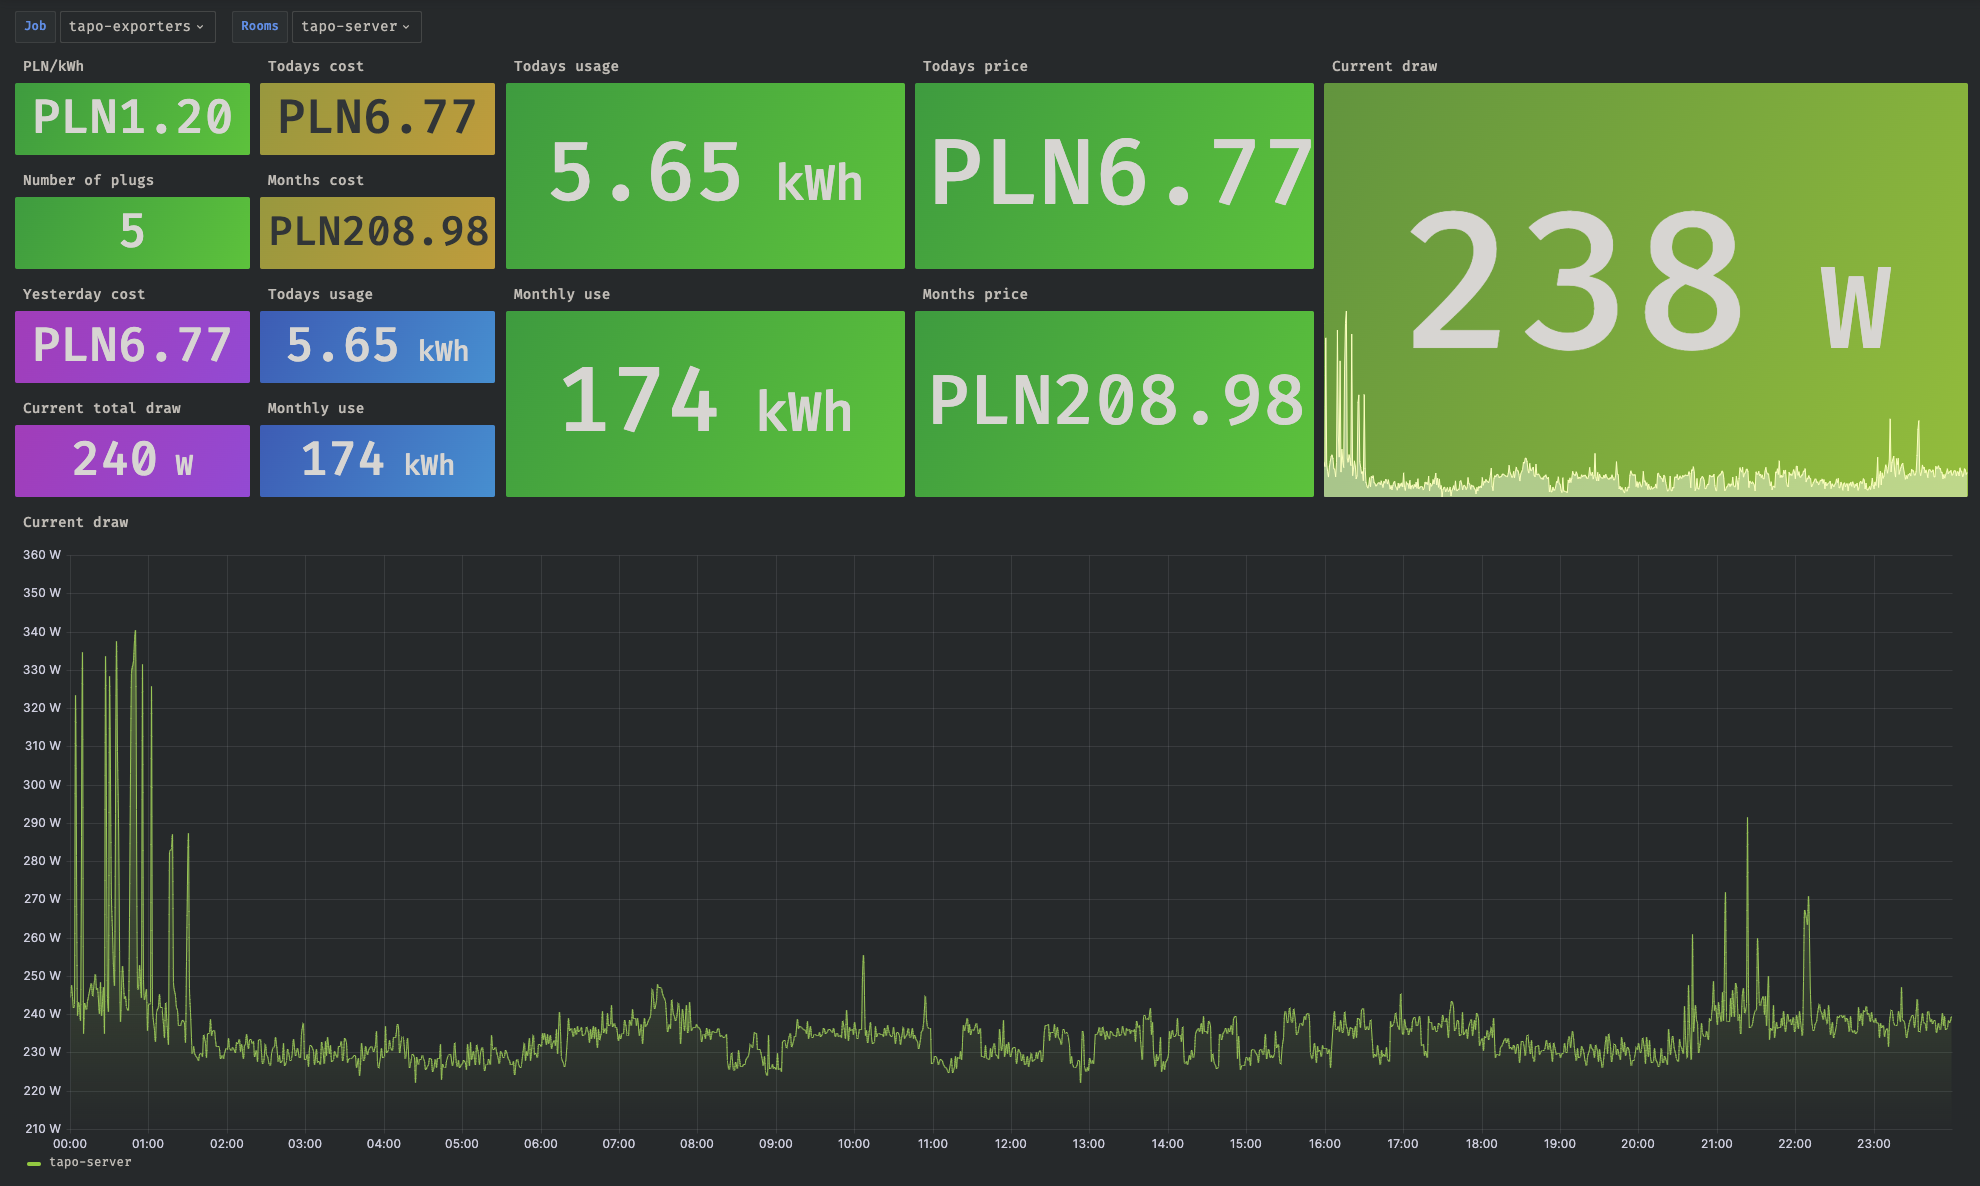 Job tapo-exporters Rooms tapo-server
PLN/kWh
PLN1.20
Todays cost
PLN6.77
Number of plugs
5
Months cost
PLN208.98
Yesterday cost
PLN6.77
Todays usage
5.65 kWh
Current total draw
240 W
Monthly use
174 kWh
Todays usage
5.65 kWh
Todays price
PLN6.77
Monthly use
174 kWh
Months price
PLN208.98
Current draw
238 W
Current draw
360 W
350 W
340 W
330 W
320 W
310 W
300 W
290 W
280 W
270 W
260 W
250 W
240 W
230 W
220 W
210 W
00:00 01:00 02:00 03:00 04:00 05:00 06:00 07:00 08:00 09:00 10:00 11:00 12:00 13:00 14:00 15:00 16:00 17:00 18:00 19:00 20:00 21:00 22:00 23:00
tapo-server